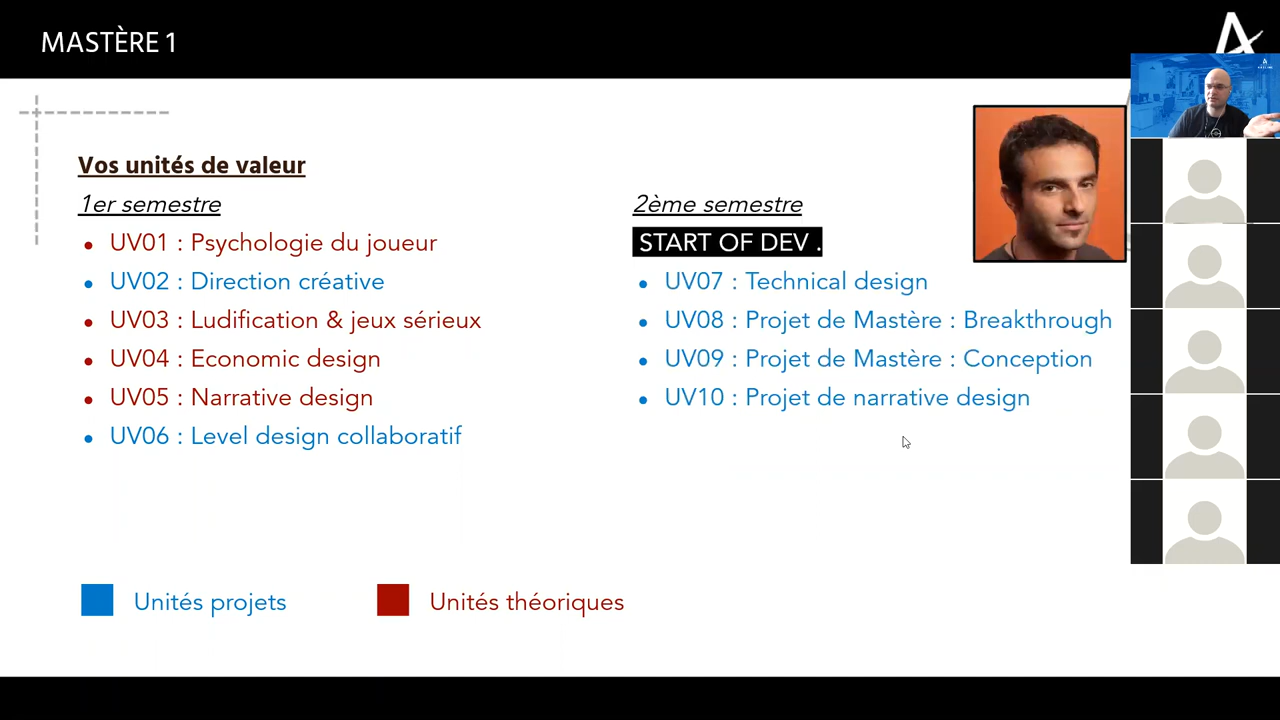 MASTÈRE 1
Vos unités de valeur
1er semestre
UV01 : Psychologie du joueur
UV02 : Direction créative
UV03 : Ludification & jeux sérieux
UV04 : Economic design
UV05 : Narrative design
UV06 : Level design collaboratif
2ème semestre
START OF DEV .
UV07 : Technical design
UV08 : Projet de Mastère : Breakthrough
UV09 : Projet de Mastère : Conception
UV10 : Projet de narrative design
Unités projets
Unités théoriques